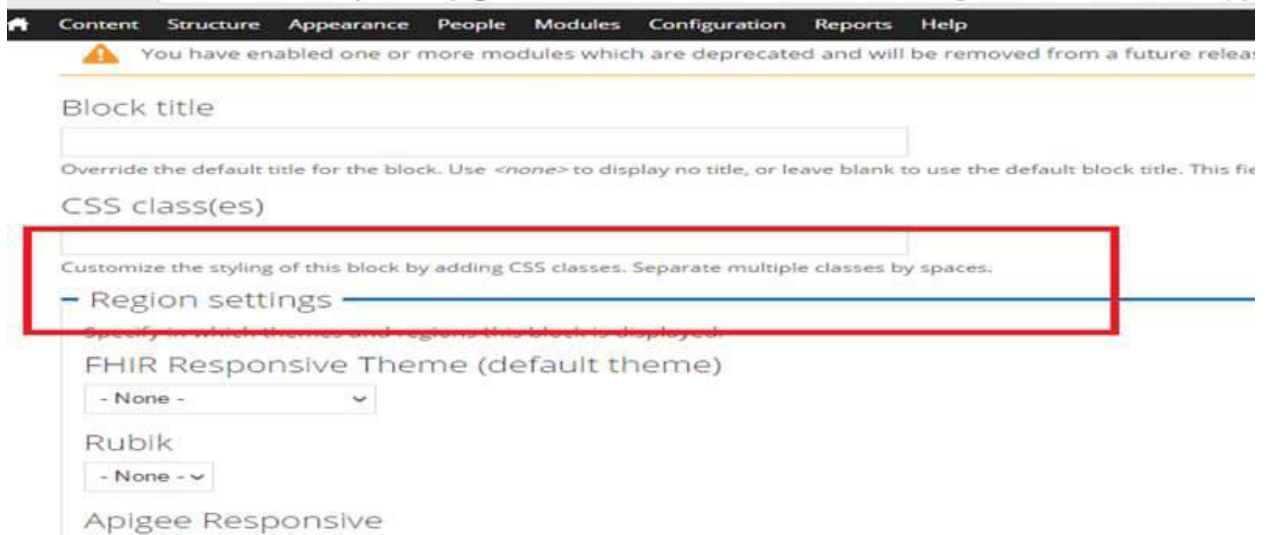 Content Structure Appearance People Modules Configuration Reports Help
You have enabled one or more modules which are deprecated and will be removed from a future
Block title
Override the default title for the block. Use <none> to display no title, or leave blank to use the default block title. This
CSS class(es)
Customize the styling of this block by adding CSS classes. Separate multiple classes by spaces.
Region settings
Specify in which themes and regions this block is displayed.
FHIR Responsive Theme (default theme)
- None -
Rubik
- None -
Apigee Responsive